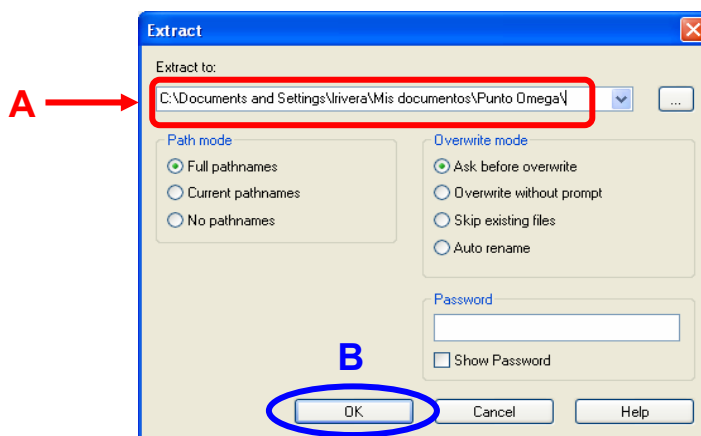 Extract
Extract to:
A
C:\Documents and Settings\lrivera\Mis documentos\Punto Omega\
...
Path mode
Full pathnames
Current pathnames
No pathnames
Overwrite mode
Ask before overwrite
Overwrite without prompt
Skip existing files
Auto rename
Password
Show Password
B
OK
Cancel
Help